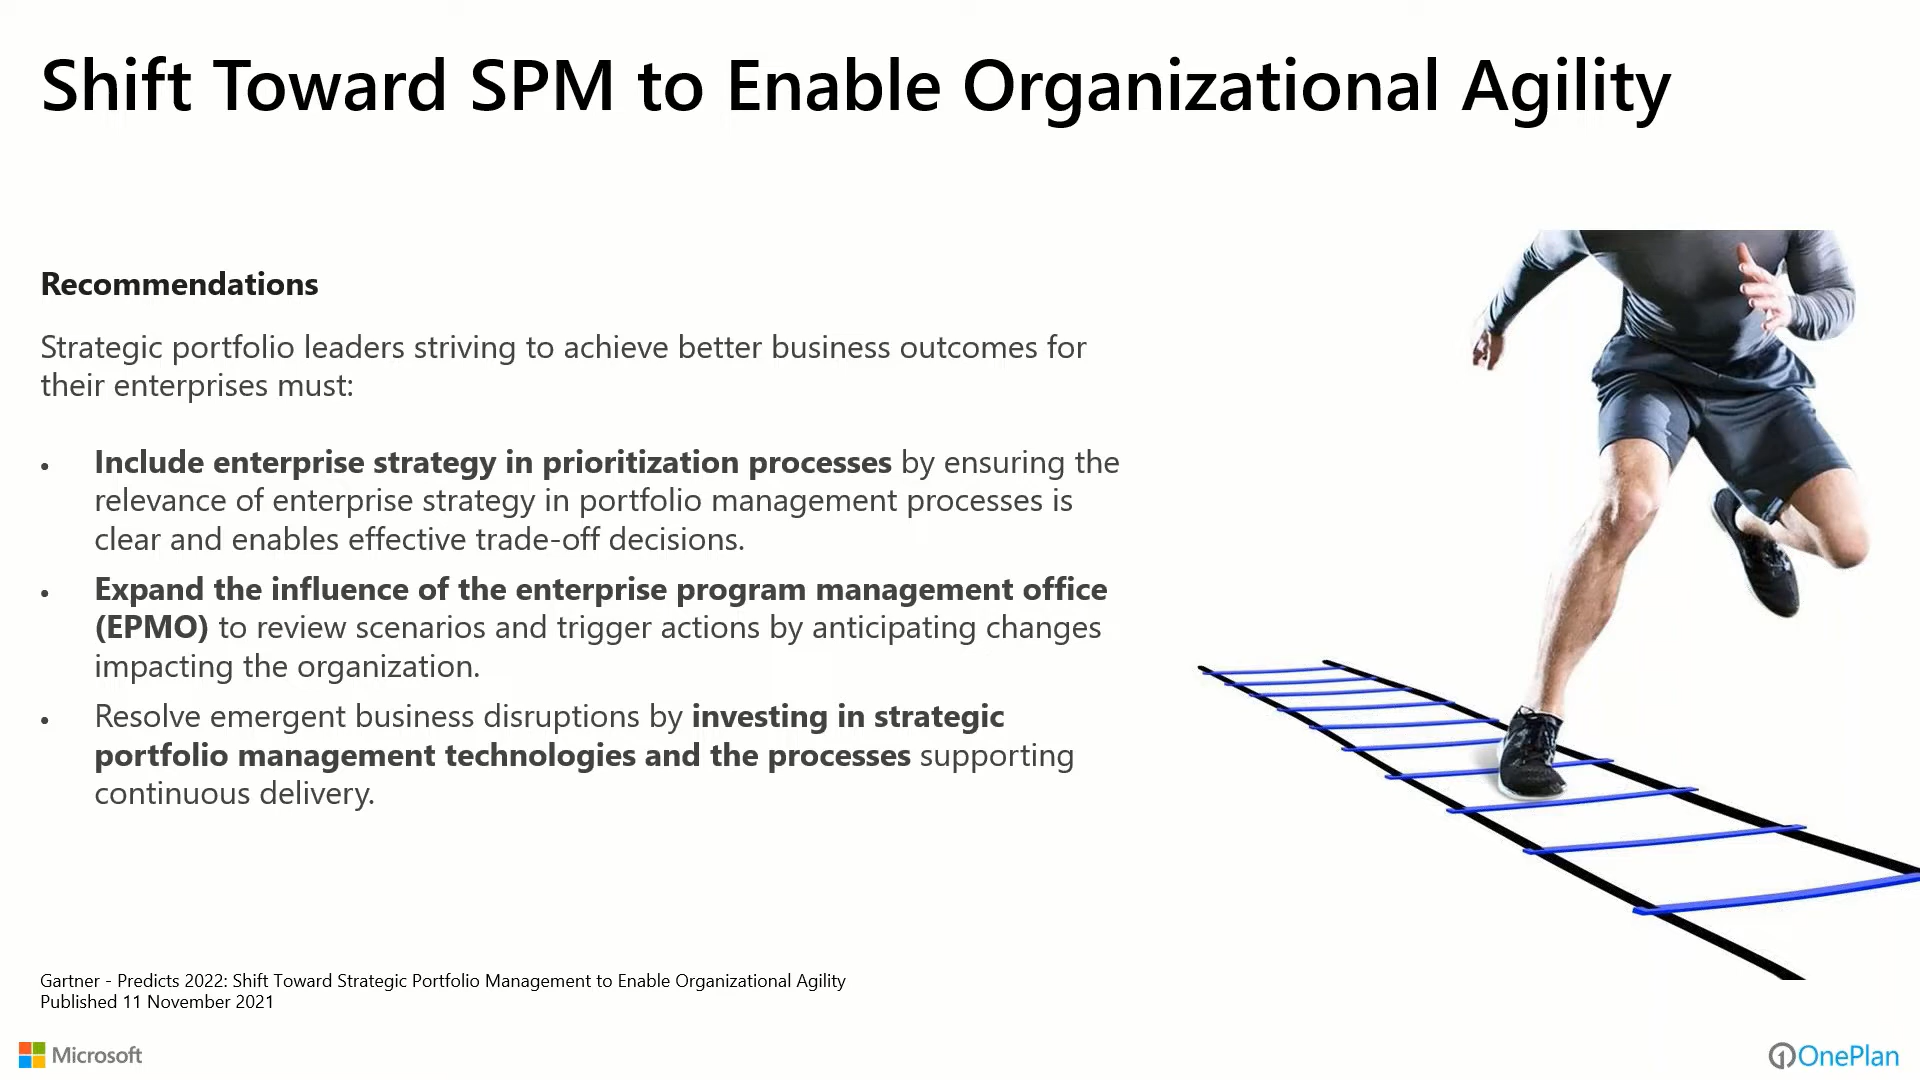 Shift Toward SPM to Enable Organizational Agility
Recommendations
Strategic portfolio leaders striving to achieve better business outcomes for
their enterprises must:
• Include enterprise strategy in prioritization processes by ensuring the
relevance of enterprise strategy in portfolio management processes is
clear and enables effective trade-off decisions.
• Expand the influence of the enterprise program management office
(EPMO) to review scenarios and trigger actions by anticipating changes
impacting the organization.
• Resolve emergent business disruptions by investing in strategic
portfolio management technologies and the processes supporting
continuous delivery.
Gartner - Predicts 2022: Shift Toward Strategic Portfolio Management to Enable Organizational Agility
Published 11 November 2021
Microsoft
OnePlan